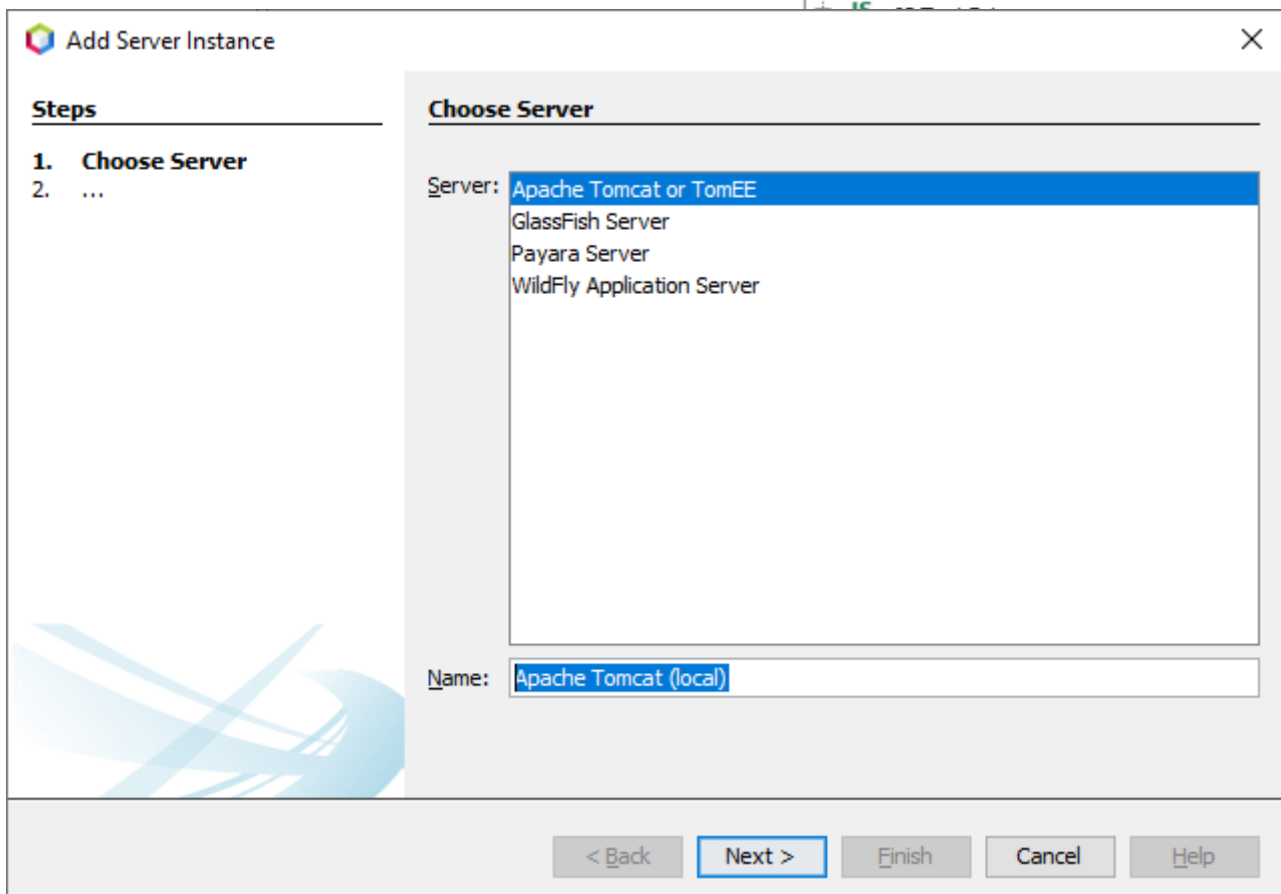 Add Server Instance
Steps
1. Choose Server
2. ...
Choose Server
Server:
Apache Tomcat or TomEE
GlassFish Server
Payara Server
WildFly Application Server
Name: Apache Tomcat (local)
< Back
Next >
Finish
Cancel
Help